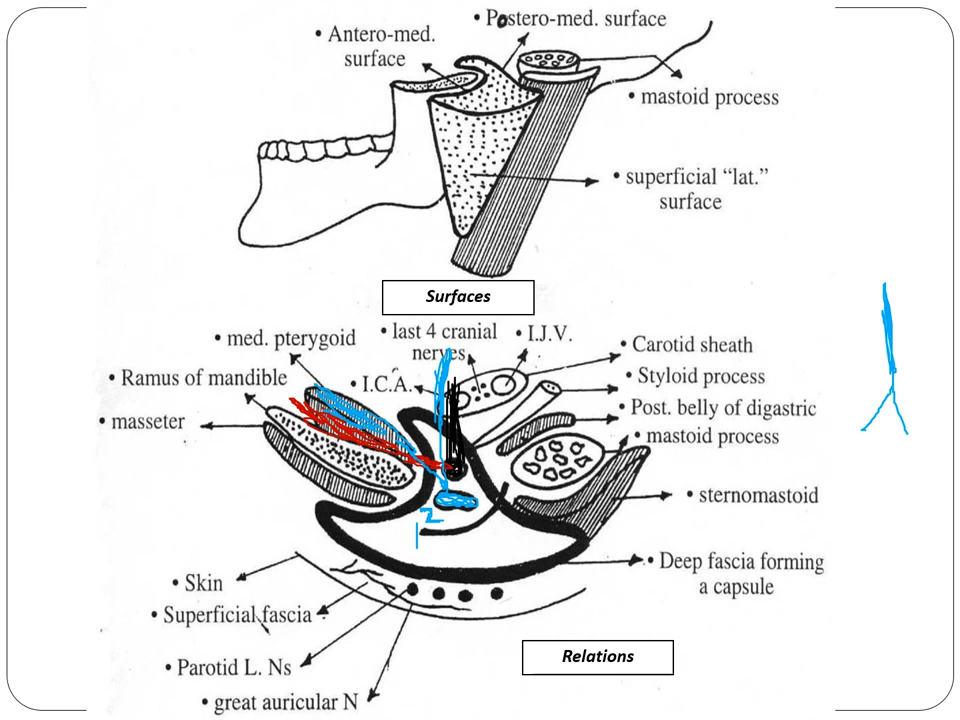 • Postero-med. surface
• Antero-med.
surface
• mastoid process
• superficial “lat.”
surface
Surfaces
• last 4 cranial
nerves
• I.J.V.
• med. pterygoid
• Carotid sheath
• Ramus of mandible
• I.C.A.
• Styloid process
• masseter
• Post. belly of digastric
• mastoid process
• sternomastoid
1
2
• Deep fascia forming
a capsule
• Skin
• Superficial fascia
• Parotid L. Ns
• great auricular N
Relations